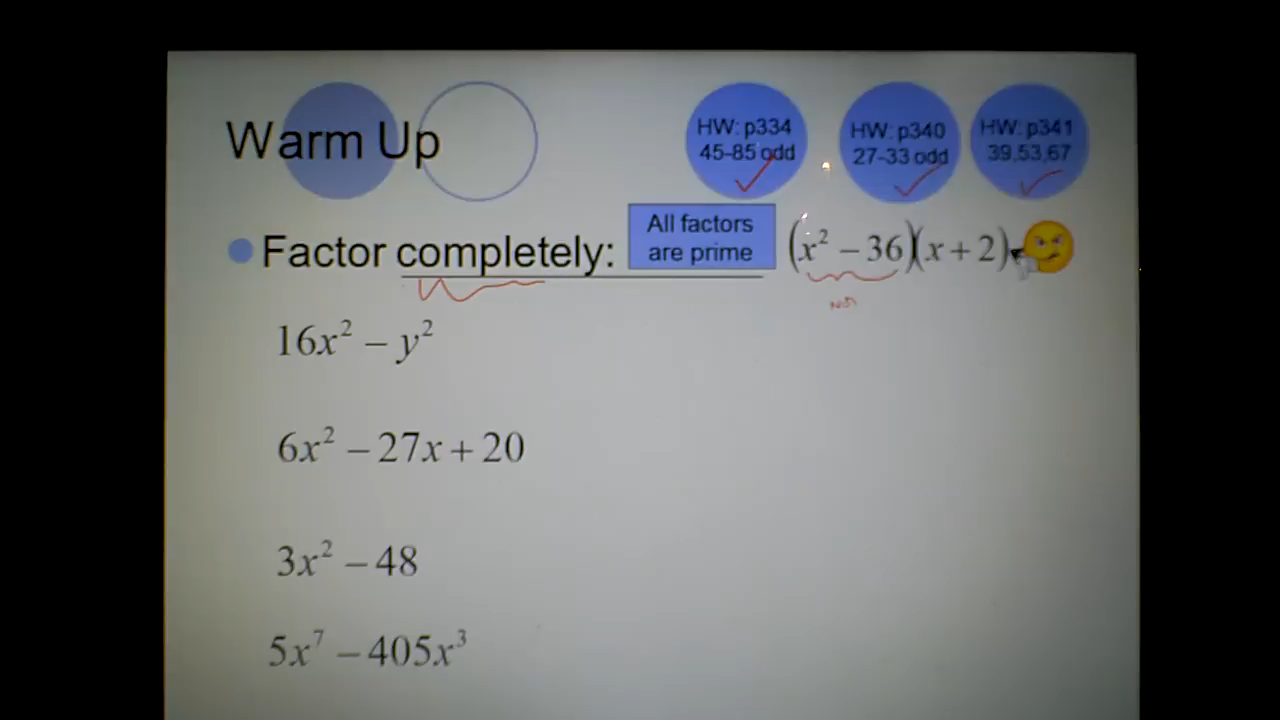 Warm Up
HW: p334
45-85 odd
HW: p340
27-33 odd
HW: p341
39,53,67
Factor completely:
All factors
are prime
(x² − 36)(x + 2)
16x² − y²
6x² − 27x + 20
3x² − 48
5x⁷ − 405x³